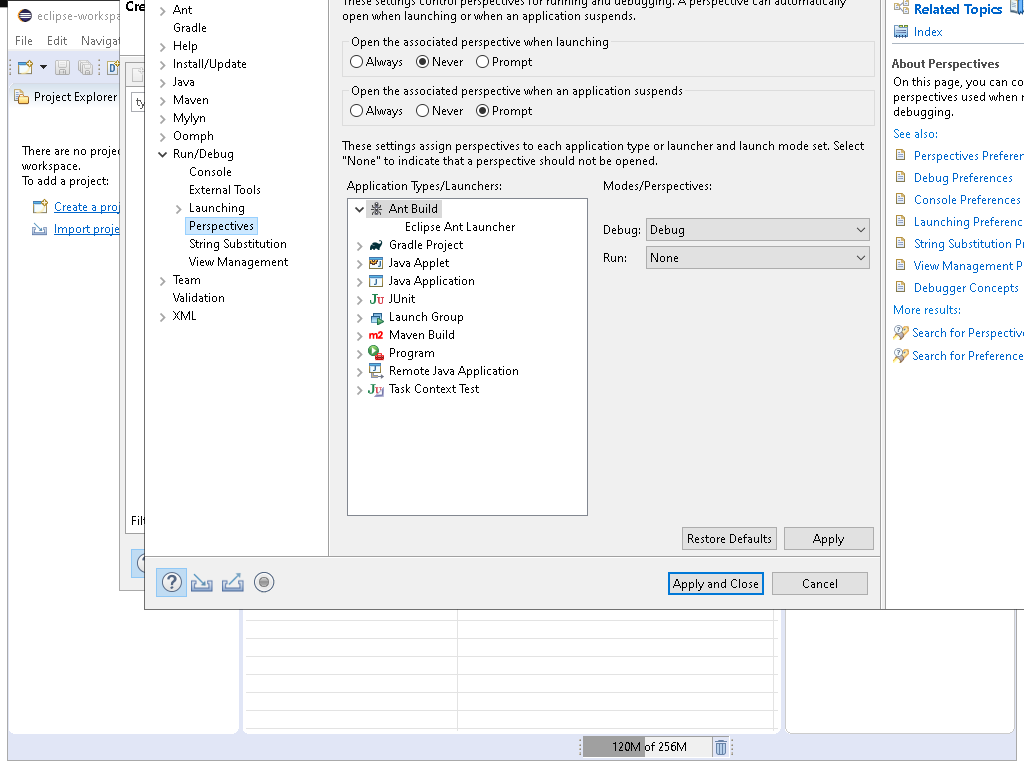 eclipse-workspa
File Edit Navigat
Project Explorer
There are no projec
workspace.
To add a project:
Create a proj
Import proje
Cre
ty
Filt
Ant
Gradle
Help
Install/Update
Java
Maven
Mylyn
Oomph
Run/Debug
Console
External Tools
Launching
Perspectives
String Substitution
View Management
Team
Validation
XML
These settings control perspectives for running and debugging. A perspective can automatically
open when launching or when an application suspends.
Open the associated perspective when launching
Always Never Prompt
Open the associated perspective when an application suspends
Always Never Prompt
These settings assign perspectives to each application type or launcher and launch mode set. Select
"None" to indicate that a perspective should not be opened.
Application Types/Launchers:
Ant Build
Eclipse Ant Launcher
Gradle Project
Java Applet
Java Application
JUnit
Launch Group
Maven Build
Program
Remote Java Application
Task Context Test
Modes/Perspectives:
Debug: Debug
Run: None
Restore Defaults Apply
Apply and Close Cancel
Related Topics
Index
About Perspectives
On this page, you can co
perspectives used when r
debugging.
See also:
Perspectives Preferen
Debug Preferences
Console Preferences
Launching Preferenc
String Substitution Pr
View Management P
Debugger Concepts
More results:
Search for Perspective
Search for Preference
120M of 256M